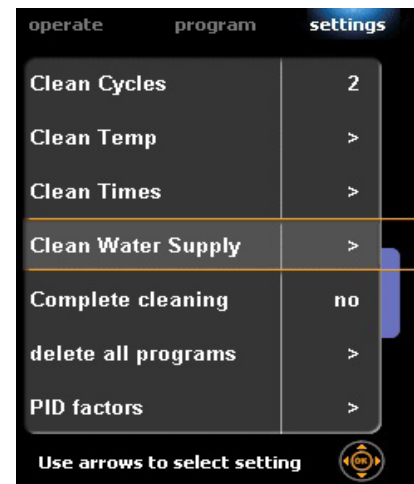 operate program settings
Clean Cycles 2
Clean Temp >
Clean Times >
Clean Water Supply >
Complete cleaning no
delete all programs >
PID factors >
Use arrows to select setting OK